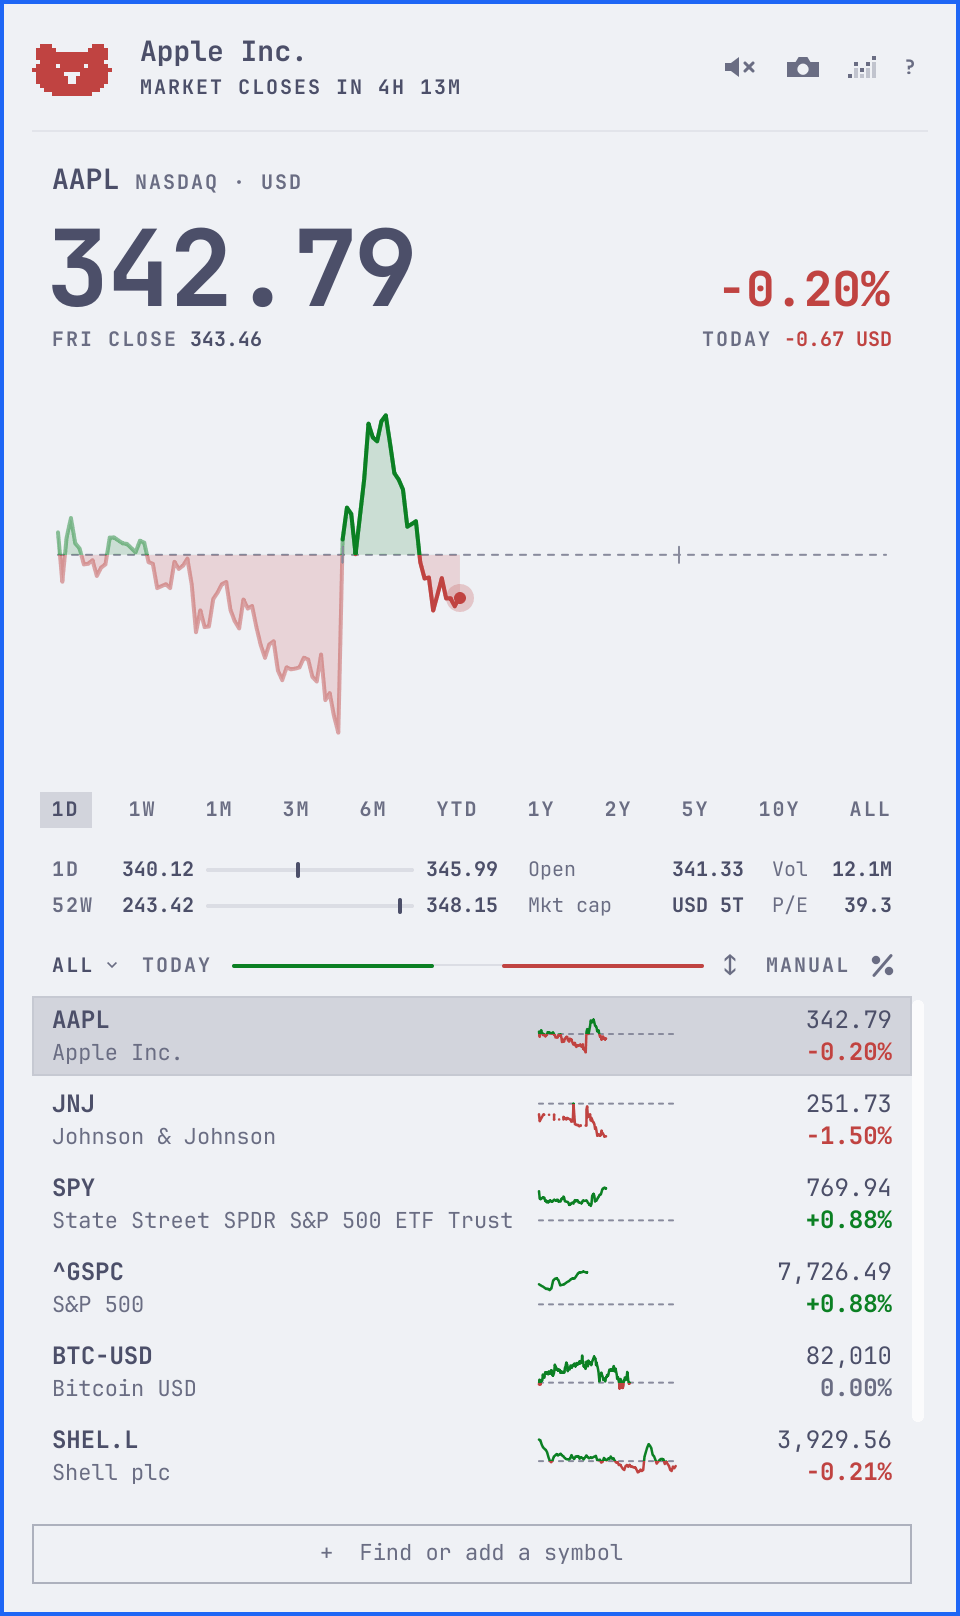 Apple Inc.
MARKET CLOSES IN 4H 13M
?
AAPL NASDAQ · USD
342.79
-0.20%
FRI CLOSE 343.46
TODAY -0.67 USD
1D 1W 1M 3M 6M YTD 1Y 2Y 5Y 10Y ALL
1D 340.12 345.99 Open 341.33 Vol 12.1M
52W 243.42 348.15 Mkt cap USD 5T P/E 39.3
ALL TODAY MANUAL %
AAPL 342.79
Apple Inc. -0.20%
JNJ 251.73
Johnson & Johnson -1.50%
SPY 769.94
State Street SPDR S&P 500 ETF Trust +0.88%
^GSPC 7,726.49
S&P 500 +0.88%
BTC-USD 82,010
Bitcoin USD 0.00%
SHEL.L 3,929.56
Shell plc -0.21%
+ Find or add a symbol